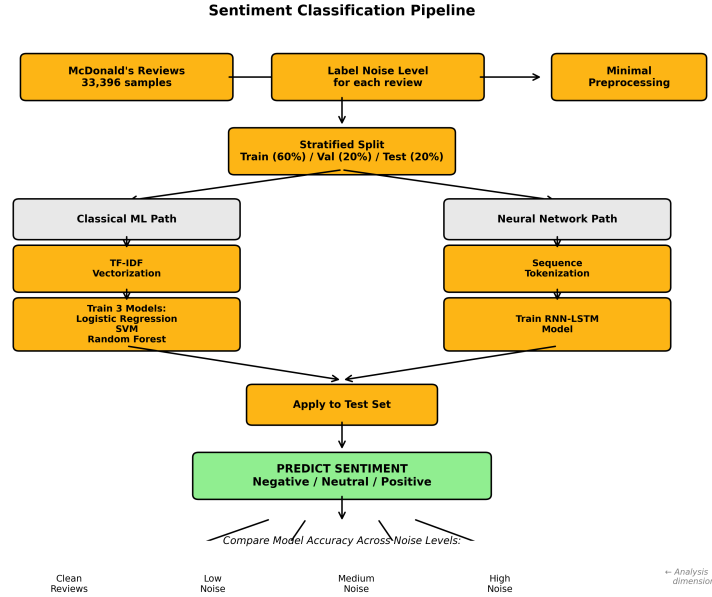 Sentiment Classification Pipeline
McDonald's Reviews
33,396 samples
Label Noise Level
for each review
Minimal
Preprocessing
Stratified Split
Train (60%) / Val (20%) / Test (20%)
Classical ML Path
Neural Network Path
TF-IDF
Vectorization
Sequence
Tokenization
Train 3 Models:
Logistic Regression
SVM
Random Forest
Train RNN-LSTM
Model
Apply to Test Set
PREDICT SENTIMENT
Negative / Neutral / Positive
Compare Model Accuracy Across Noise Levels:
Clean
Reviews
Low
Noise
Medium
Noise
High
Noise
← Analysis
dimension